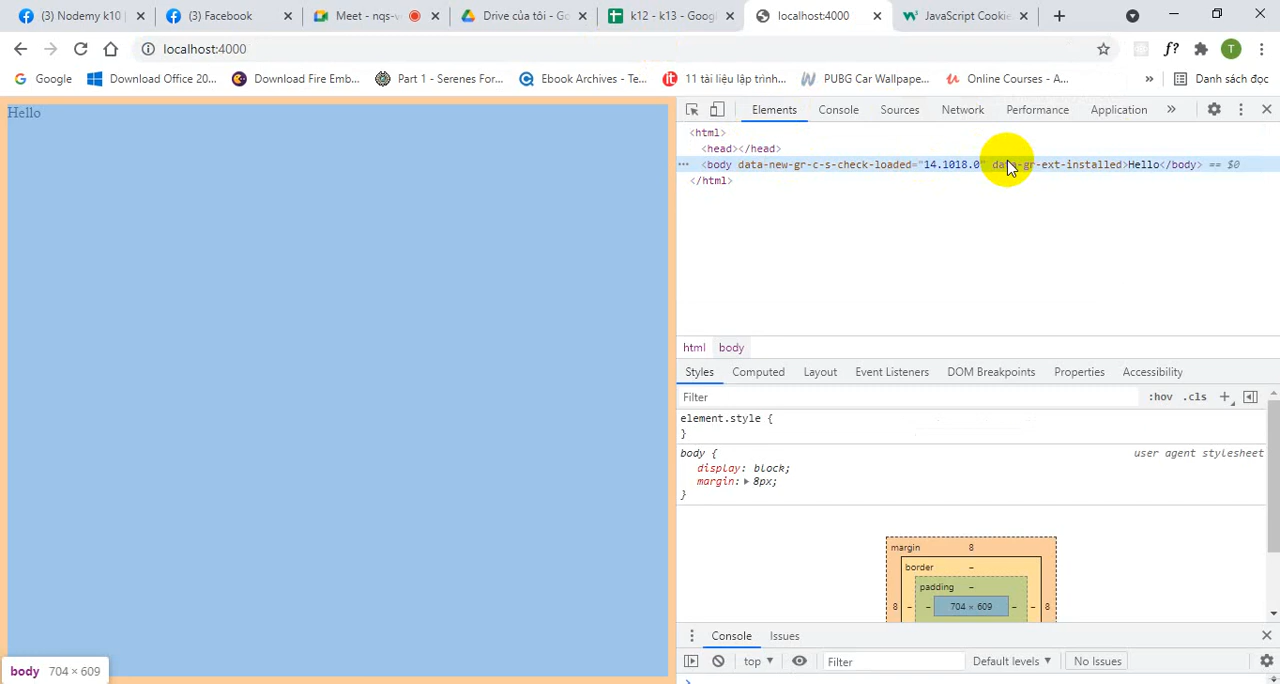 (3) Nodemy k10
(3) Facebook
Meet - nqs-v
Drive của tôi - Go
k12 - k13 - Goog
localhost:4000
JavaScript Cookie
localhost:4000
f?
T
Google
Download Office 20...
Download Fire Emb...
Part 1 - Serenes For...
Ebook Archives - Te...
11 tài liệu lập trình...
PUBG Car Wallpape...
Online Courses - A...
»
Danh sách đọc
Hello
Elements Console Sources Network Performance Application »
<html>
<head></head>
··· <body data-new-gr-c-s-check-loaded="14.1018.0" data-gr-ext-installed>Hello</body> == $0
</html>
html body
Styles Computed Layout Event Listeners DOM Breakpoints Properties Accessibility
Filter :hov .cls +
element.style {
}
body { user agent stylesheet
display: block;
margin: 8px;
}
margin 8
border –
padding –
8 – – 704 × 609 – – 8
Console Issues
top Filter Default levels No Issues
body 704 × 609